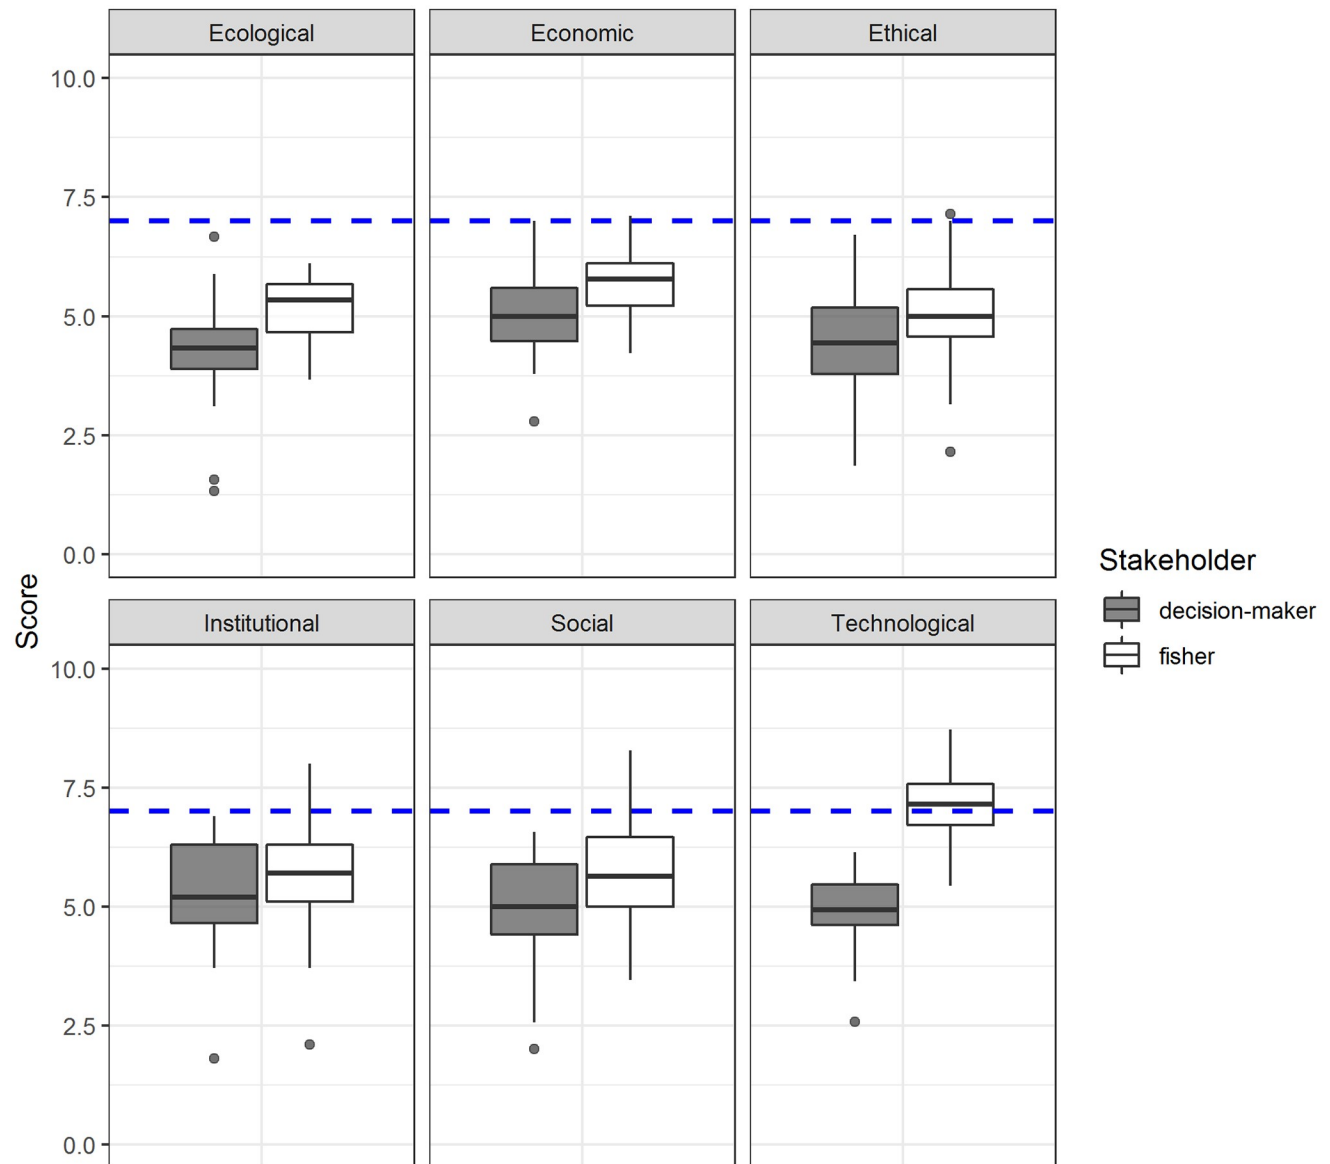 Ecological Economic Ethical
10.0
7.5
5.0
2.5
0.0
Score
Institutional Social Technological
10.0
7.5
5.0
2.5
0.0
Stakeholder
decision-maker
fisher